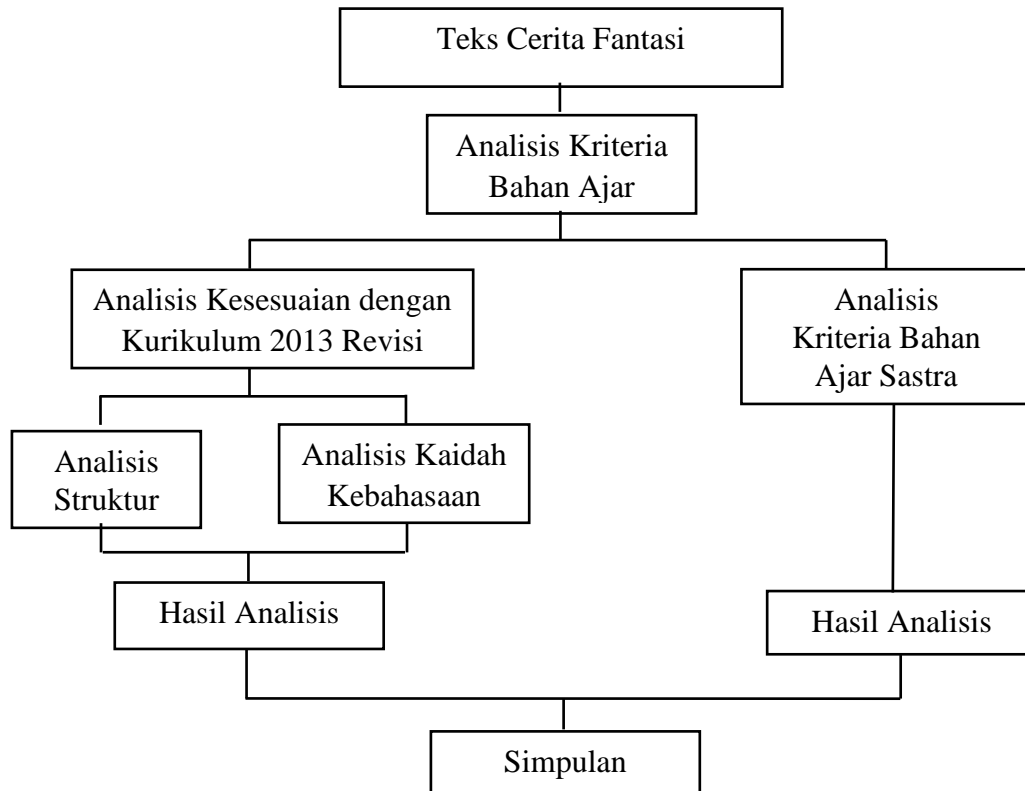 Teks Cerita Fantasi
Analisis Kriteria
Bahan Ajar
Analisis Kesesuaian dengan
Kurikulum 2013 Revisi
Analisis
Kriteria Bahan
Ajar Sastra
Analisis
Struktur
Analisis Kaidah
Kebahasaan
Hasil Analisis
Hasil Analisis
Simpulan